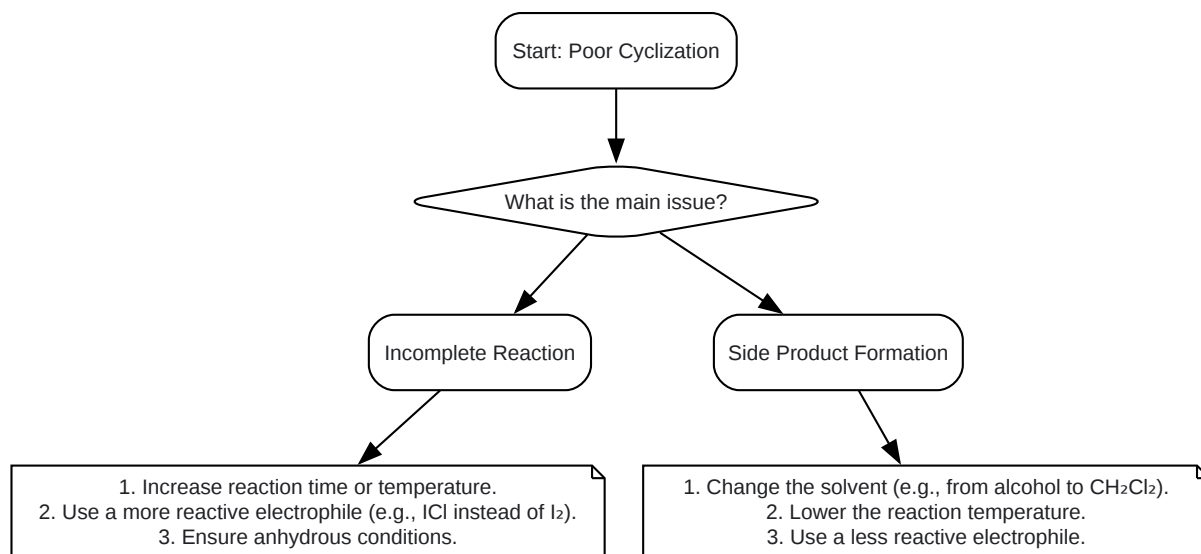 Start: Poor Cyclization
What is the main issue?
Incomplete Reaction
Side Product Formation
1. Increase reaction time or temperature.
2. Use a more reactive electrophile (e.g., ICl instead of I₂).
3. Ensure anhydrous conditions.
1. Change the solvent (e.g., from alcohol to CH₂Cl₂).
2. Lower the reaction temperature.
3. Use a less reactive electrophile.